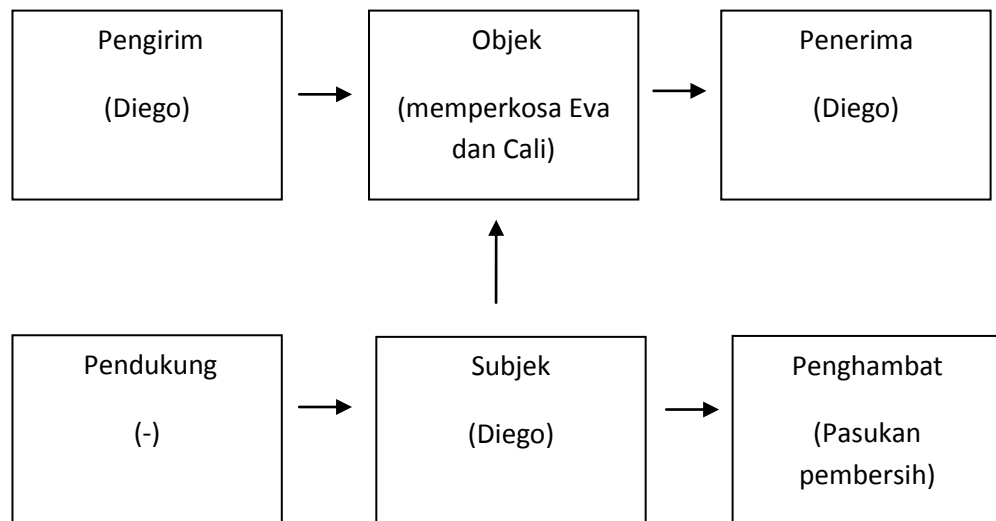 Pengirim
(Diego)
Objek
(memperkosa Eva
dan Cali)
Penerima
(Diego)
Pendukung
(-)
Subjek
(Diego)
Penghambat
(Pasukan
pembersih)